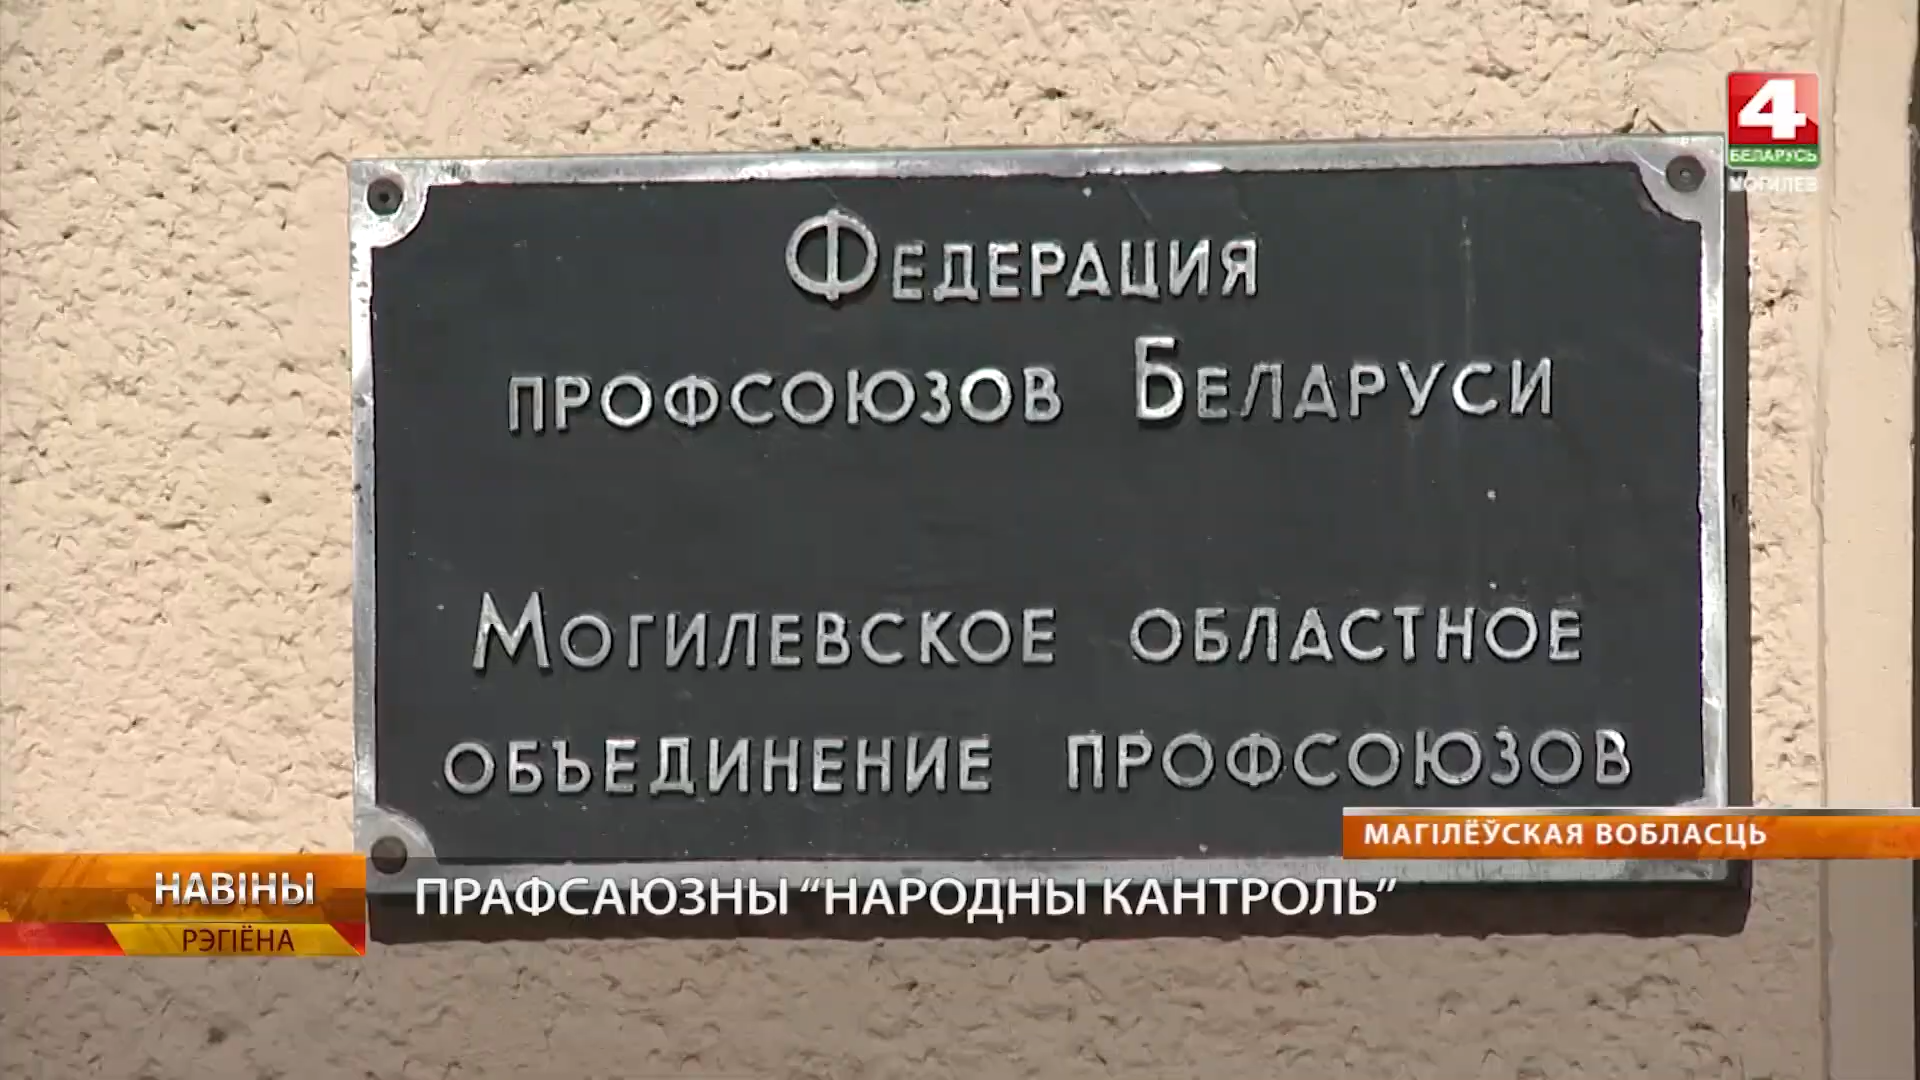 4
БЕЛАРУСЬ
МОГИЛЕВ
Федерация
профсоюзов Беларуси
Могилевское областное
объединение профсоюзов
МАГІЛЁЎСКАЯ ВОБЛАСЦЬ
НАВІНЫ
РЭГІЁНА
ПРАФСАЮЗНЫ “НАРОДНЫ КАНТРОЛЬ”